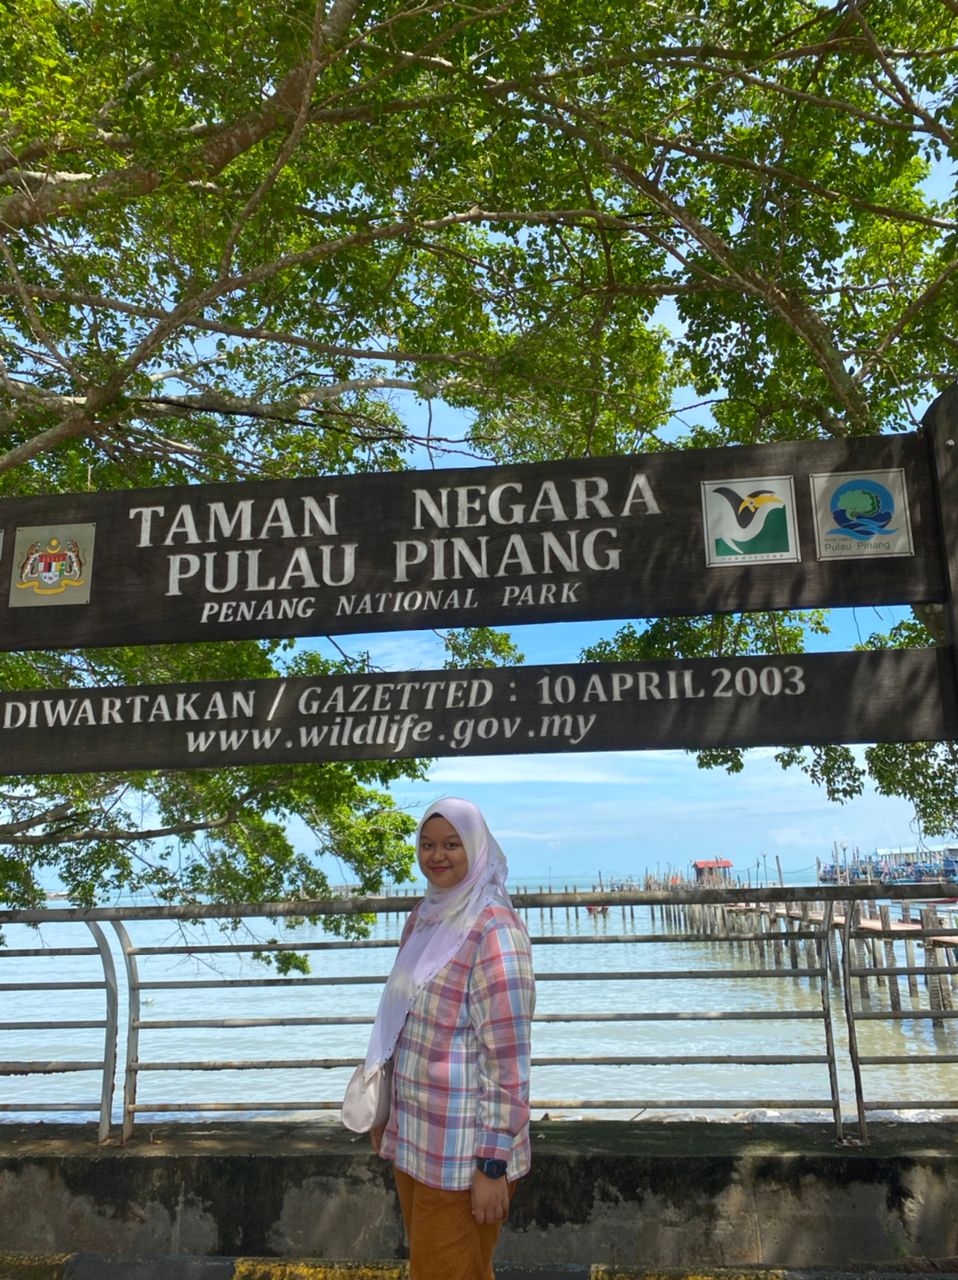 TAMAN NEGARA
PULAU PINANG
PENANG NATIONAL PARK
Pulau Pinang
DIWARTAKAN / GAZETTED : 10 APRIL 2003
www.wildlife.gov.my